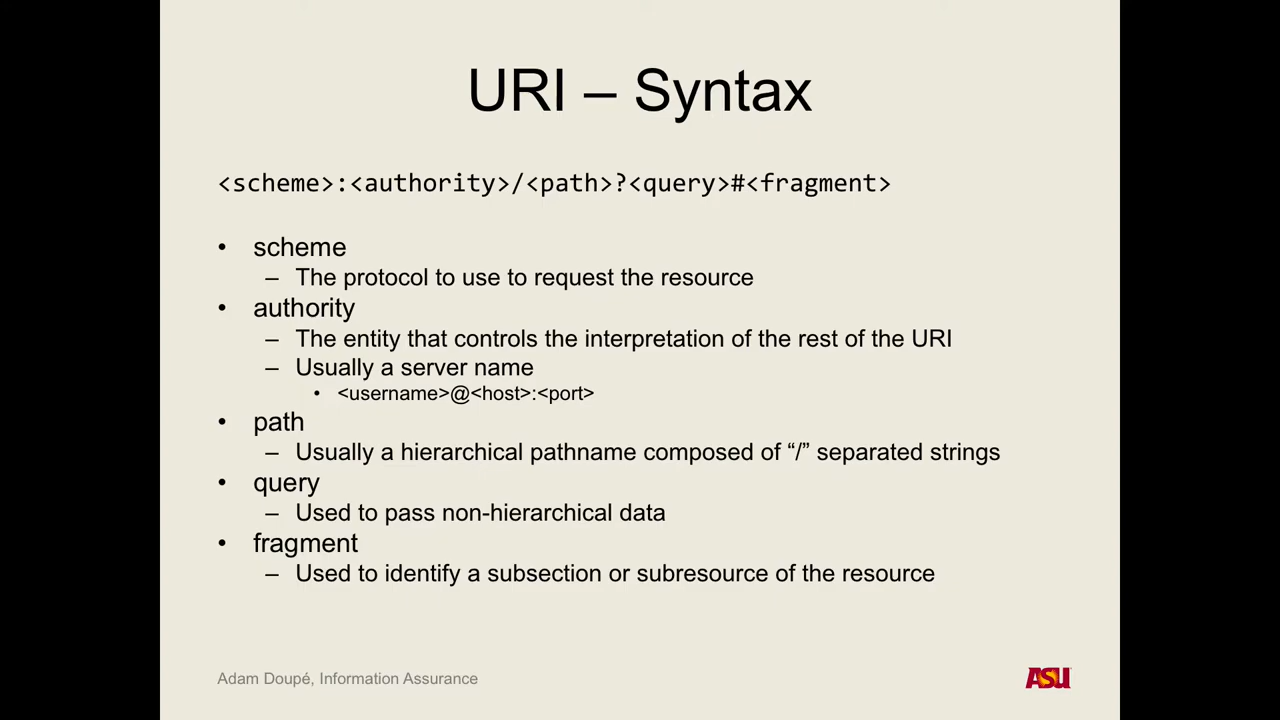 URI – Syntax
<scheme>:<authority>/<path>?<query>#<fragment>
• scheme
– The protocol to use to request the resource
• authority
– The entity that controls the interpretation of the rest of the URI
– Usually a server name
• <username>@<host>:<port>
• path
– Usually a hierarchical pathname composed of “/” separated strings
• query
– Used to pass non-hierarchical data
• fragment
– Used to identify a subsection or subresource of the resource
Adam Doupé, Information Assurance
ASU